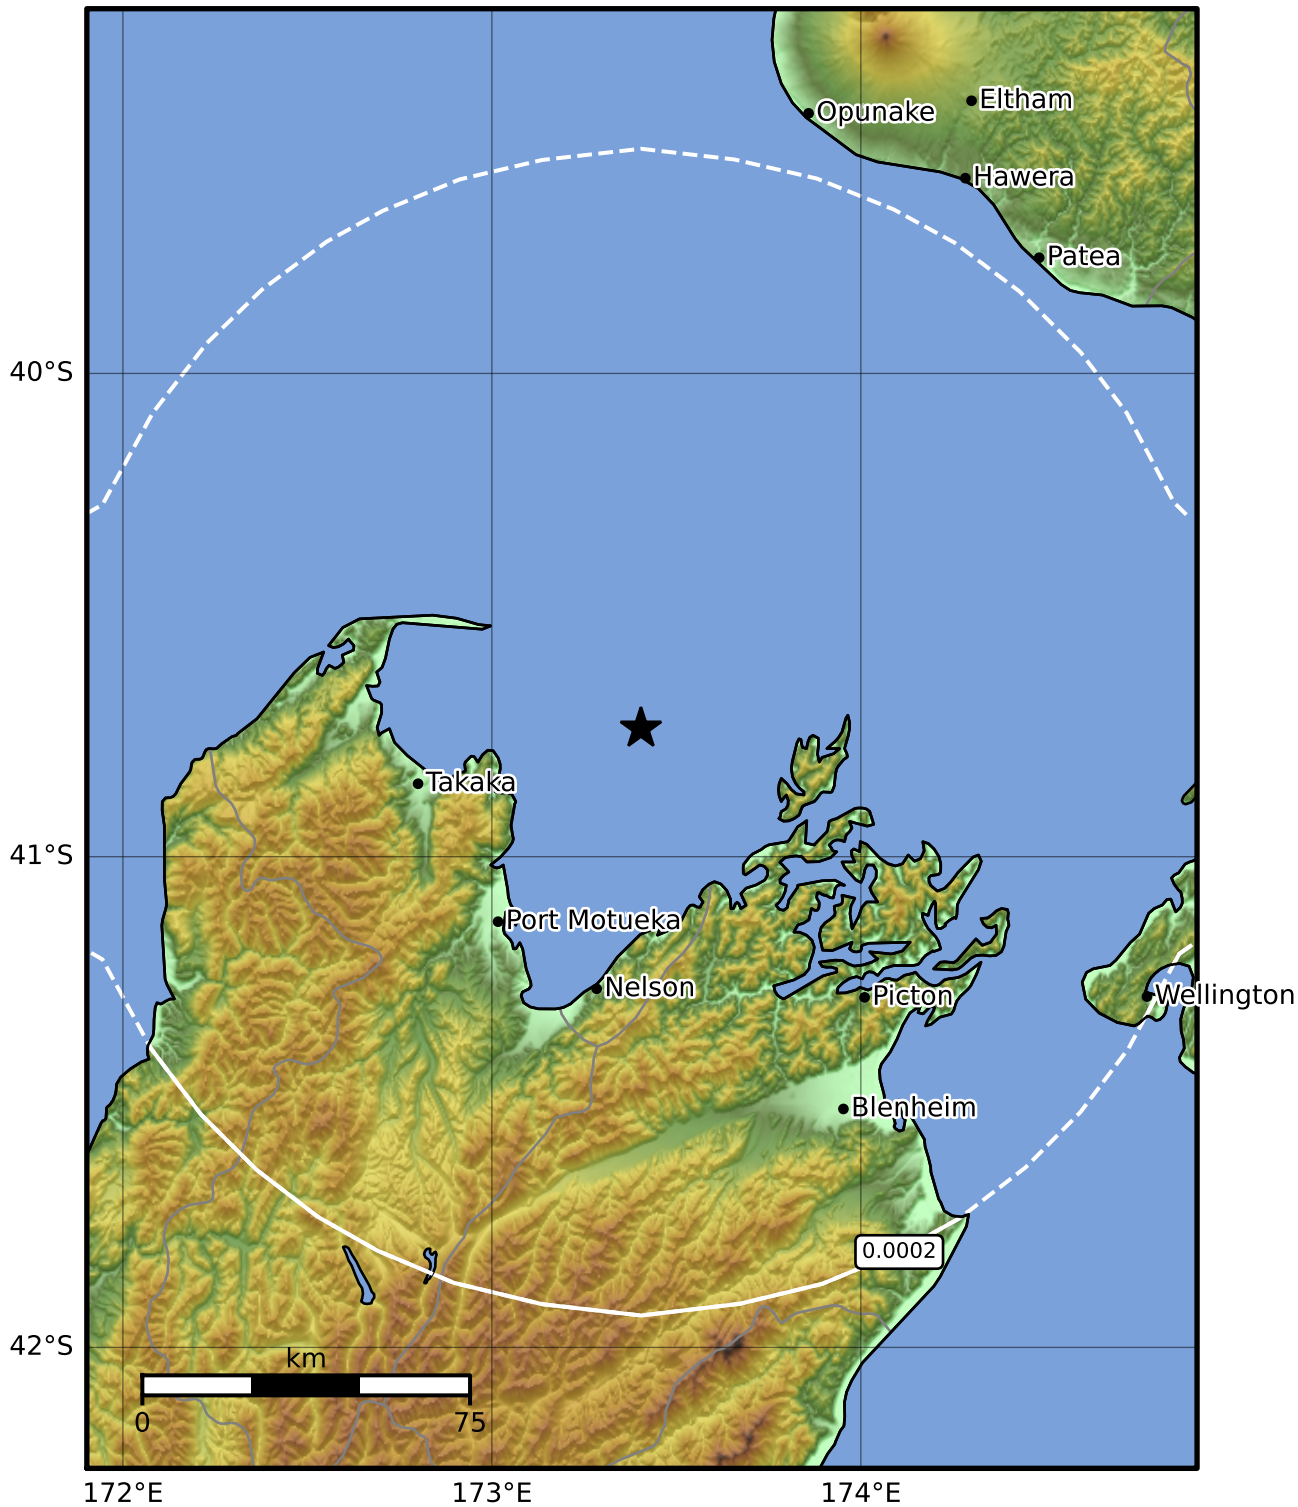 Eltham
Opunake
Hawera
Patea
40°S
Takaka
41°S
Port Motueka
Nelson
Picton
Wellington
Blenheim
0.0002
42°S
km
0 75
172°E 173°E 174°E